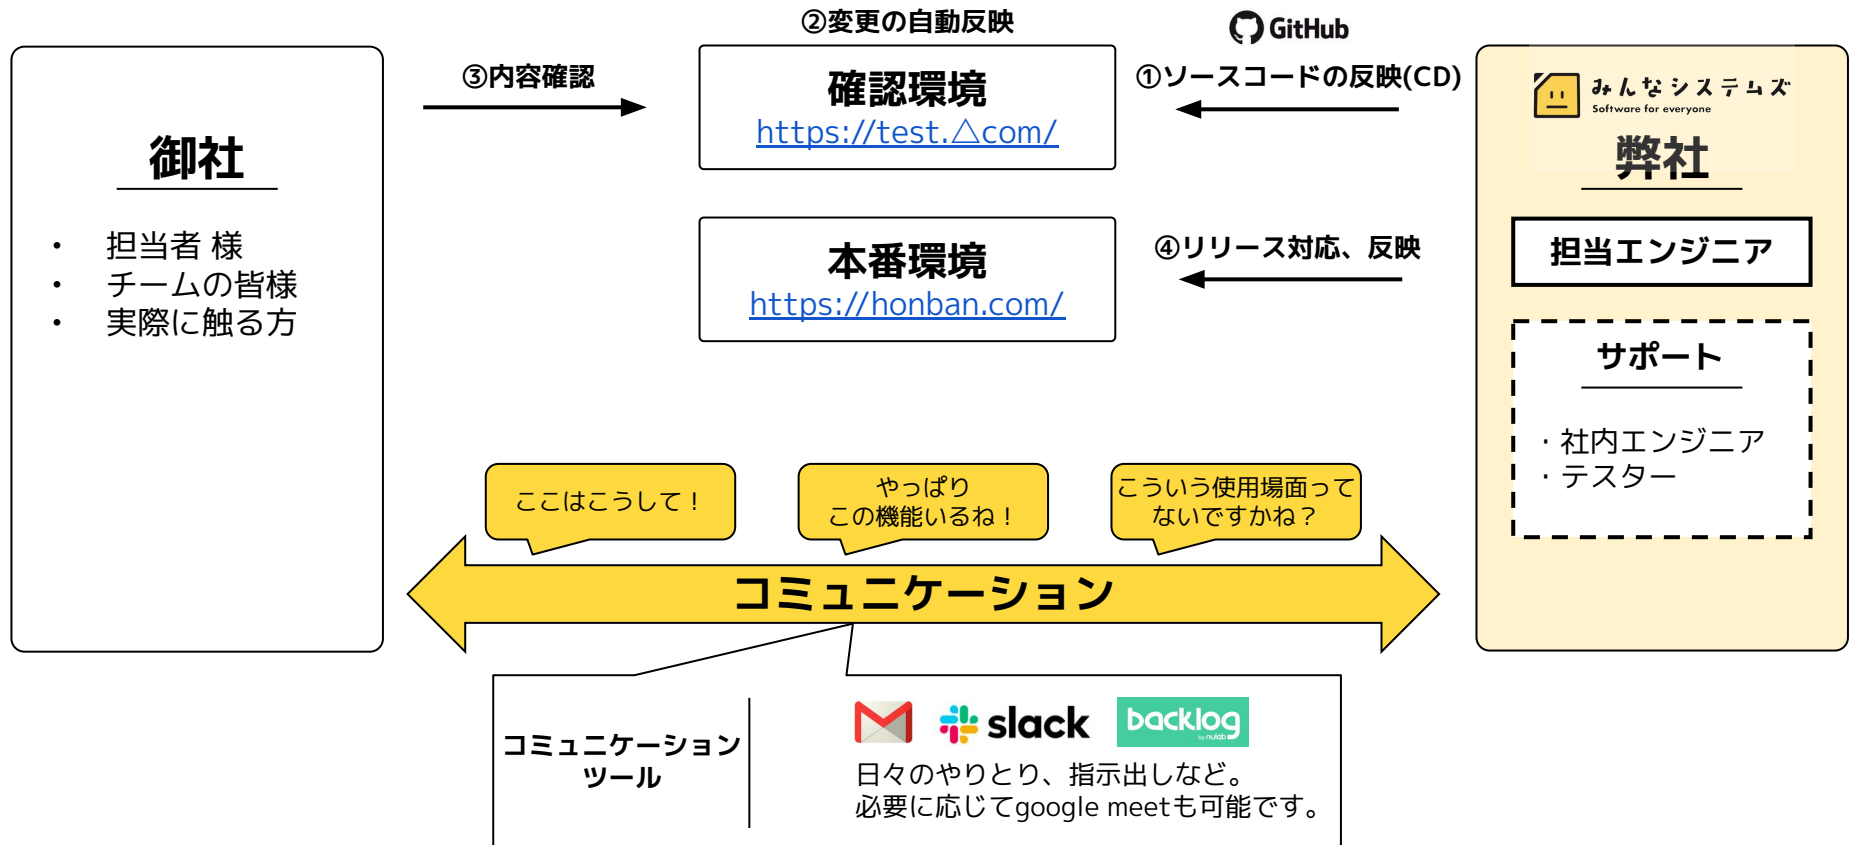 ②変更の自動反映
GitHub
③内容確認
確認環境
https://test.△com/
①ソースコードの反映(CD)
みんなシステムズ
Software for everyone
御社
弊社
・ 担当者 様
・ チームの皆様
・ 実際に触る方
本番環境
https://honban.com/
④リリース対応、反映
担当エンジニア
サポート
・社内エンジニア
・テスター
ここはこうして！
やっぱり
この機能いるね！
こういう使用場面って
ないですかね？
コミュニケーション
コミュニケーション
ツール
slack
backlog
by nulab
日々のやりとり、指示出しなど。
必要に応じてgoogle meetも可能です。